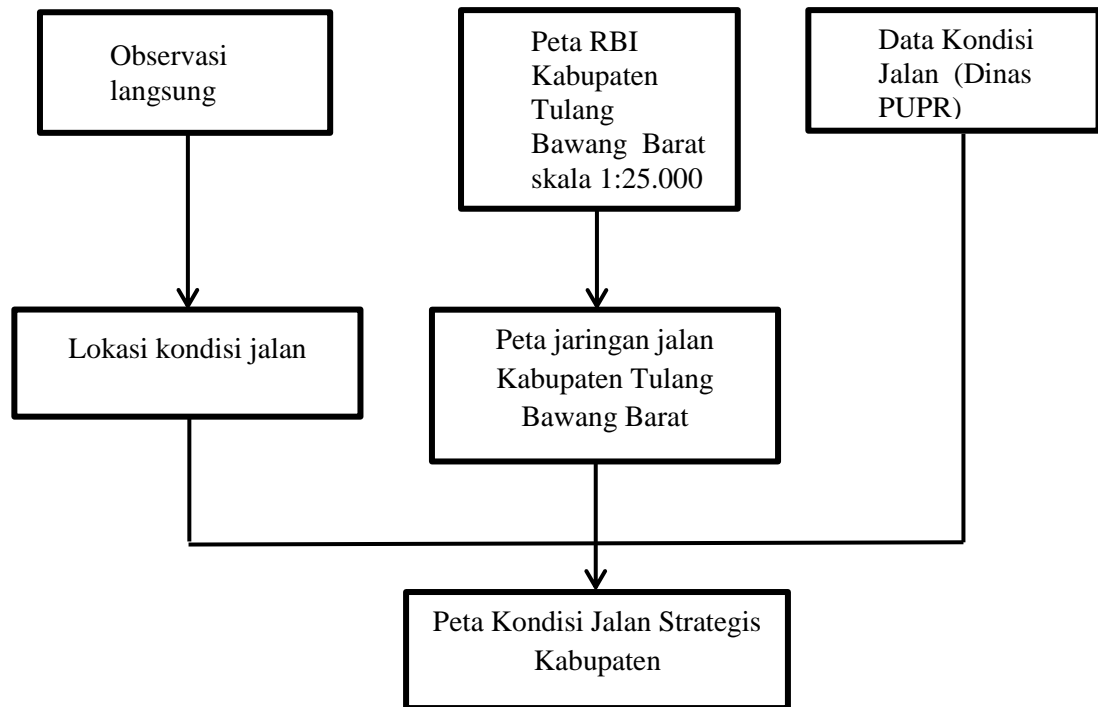 Observasi
langsung
Peta RBI
Kabupaten
Tulang
Bawang Barat
skala 1:25.000
Data Kondisi
Jalan (Dinas
PUPR)
Lokasi kondisi jalan
Peta jaringan jalan
Kabupaten Tulang
Bawang Barat
Peta Kondisi Jalan Strategis
Kabupaten